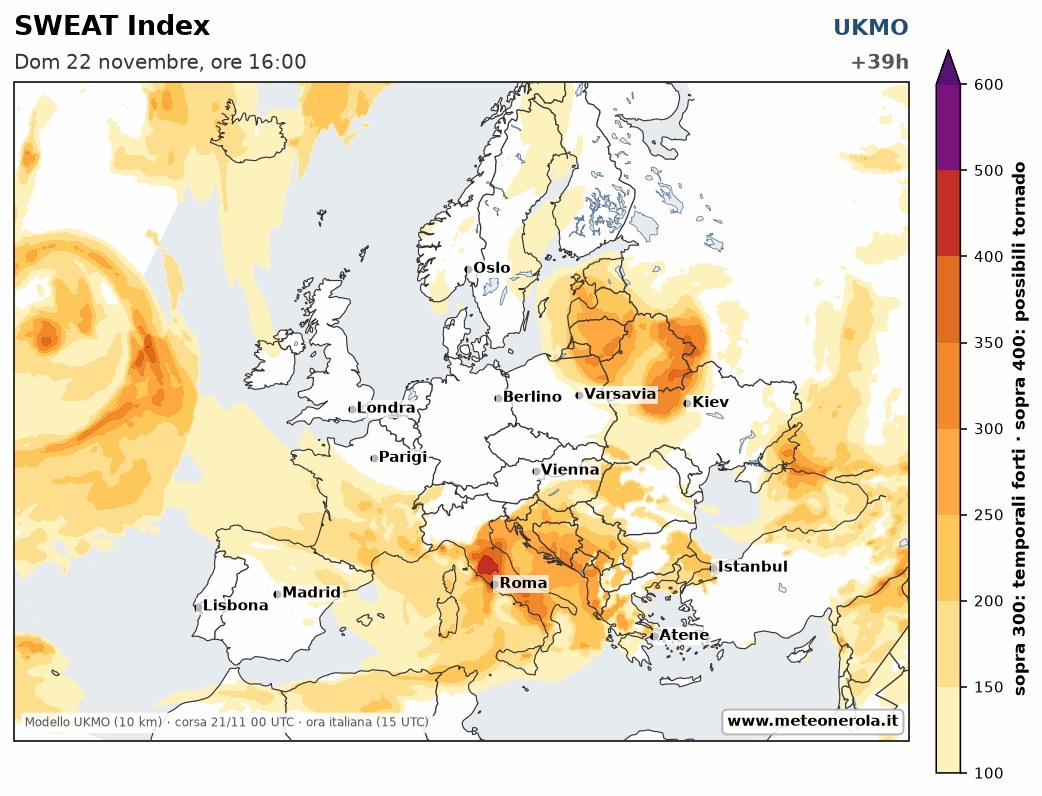 SWEAT Index
UKMO
Dom 22 novembre, ore 16:00
+39h
600
500
400
350
300
250
200
150
100
sopra 300: temporali forti · sopra 400: possibili tornado
Oslo
Londra
Berlino
Varsavia
Kiev
Parigi
Vienna
Istanbul
Roma
Madrid
Lisbona
Atene
Modello UKMO (10 km) · corsa 21/11 00 UTC · ora italiana (15 UTC)
www.meteonerola.it